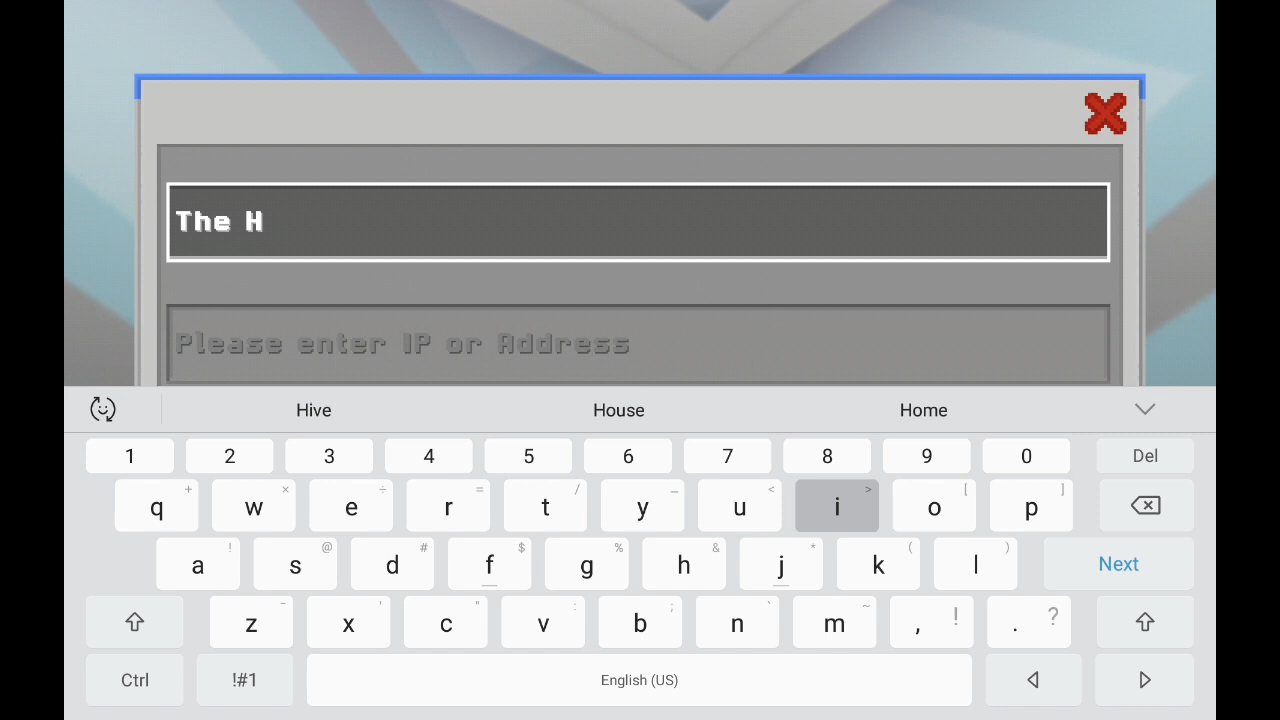 The H
Please enter IP or Address
Hive House Home
1 2 3 4 5 6 7 8 9 0 Del
q + w × e ÷ r = t / y _ u < i > o [ p ]
a ! s @ d # f $ g % h & j * k ( l ) Next
z - x ' c " v : b ; n ` m ~ , ! . ?
Ctrl !#1 English (US)